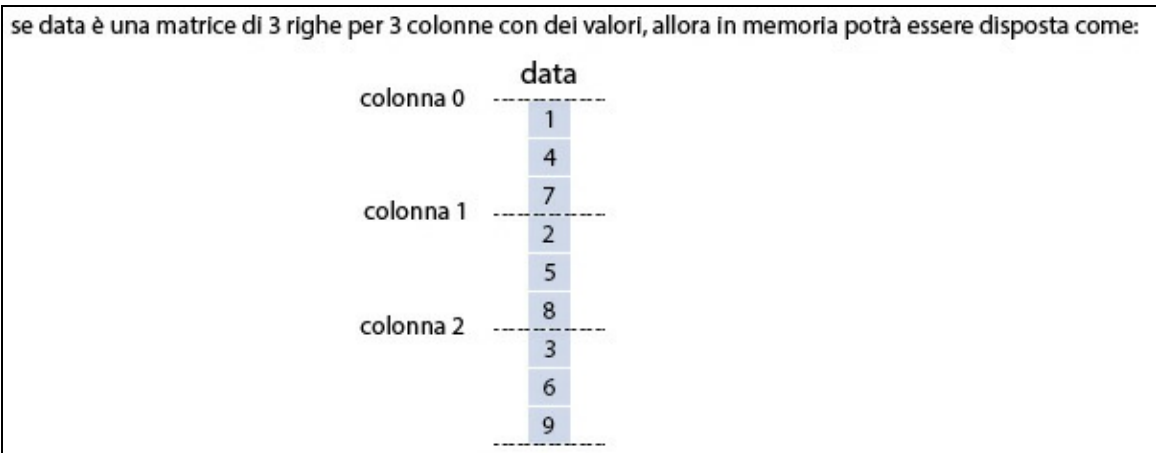 se data è una matrice di 3 righe per 3 colonne con dei valori, allora in memoria potrà essere disposta come:
data
colonna 0
1
4
7
colonna 1
2
5
8
colonna 2
3
6
9